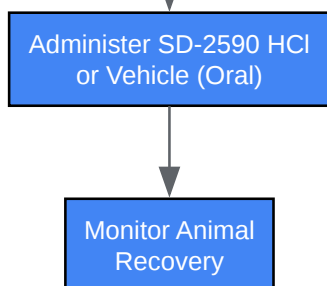 Administer SD-2590 HCl
or Vehicle (Oral)
Monitor Animal
Recovery